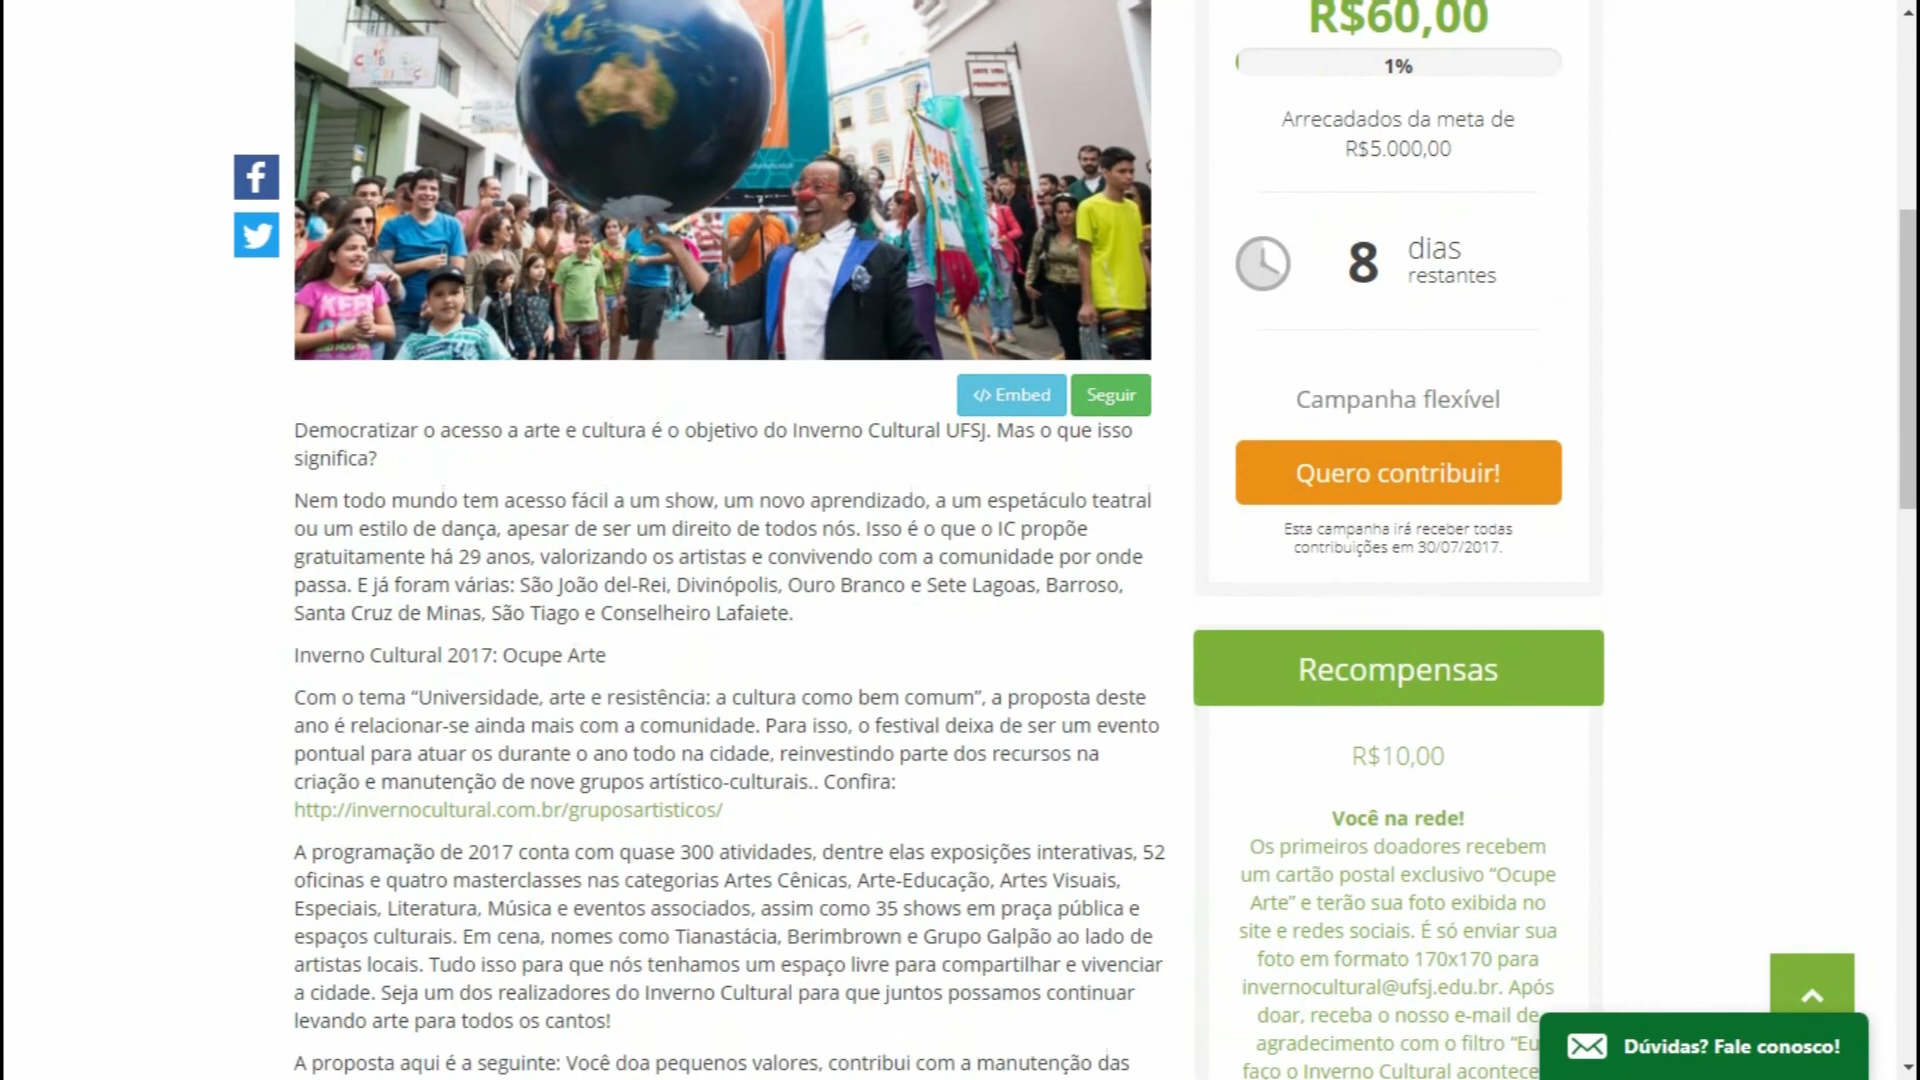 R$60,00
1%
Arrecadados da meta de
R$5.000,00
8 dias
restantes
Campanha flexível
Quero contribuir!
Esta campanha irá receber todas
contribuições em 30/07/2017.
</> Embed
Seguir
Democratizar o acesso a arte e cultura é o objetivo do Inverno Cultural UFSJ. Mas o que isso
significa?
Nem todo mundo tem acesso fácil a um show, um novo aprendizado, a um espetáculo teatral
ou um estilo de dança, apesar de ser um direito de todos nós. Isso é o que o IC propõe
gratuitamente há 29 anos, valorizando os artistas e convivendo com a comunidade por onde
passa. E já foram várias: São João del-Rei, Divinópolis, Ouro Branco e Sete Lagoas, Barroso,
Santa Cruz de Minas, São Tiago e Conselheiro Lafaiete.
Inverno Cultural 2017: Ocupe Arte
Com o tema “Universidade, arte e resistência: a cultura como bem comum”, a proposta deste
ano é relacionar-se ainda mais com a comunidade. Para isso, o festival deixa de ser um evento
pontual para atuar os durante o ano todo na cidade, reinvestindo parte dos recursos na
criação e manutenção de nove grupos artístico-culturais.. Confira:
http://invernocultural.com.br/gruposartisticos/
A programação de 2017 conta com quase 300 atividades, dentre elas exposições interativas, 52
oficinas e quatro masterclasses nas categorias Artes Cênicas, Arte-Educação, Artes Visuais,
Especiais, Literatura, Música e eventos associados, assim como 35 shows em praça pública e
espaços culturais. Em cena, nomes como Tianastácia, Berimbrown e Grupo Galpão ao lado de
artistas locais. Tudo isso para que nós tenhamos um espaço livre para compartilhar e vivenciar
a cidade. Seja um dos realizadores do Inverno Cultural para que juntos possamos continuar
levando arte para todos os cantos!
A proposta aqui é a seguinte: Você doa pequenos valores, contribui com a manutenção das
Recompensas
R$10,00
Você na rede!
Os primeiros doadores recebem
um cartão postal exclusivo “Ocupe
Arte” e terão sua foto exibida no
site e redes sociais. É só enviar sua
foto em formato 170x170 para
invernocultural@ufsj.edu.br. Após
doar, receba o nosso e-mail de
agradecimento com o filtro “Eu
faço o Inverno Cultural acontece
Dúvidas? Fale conosco!